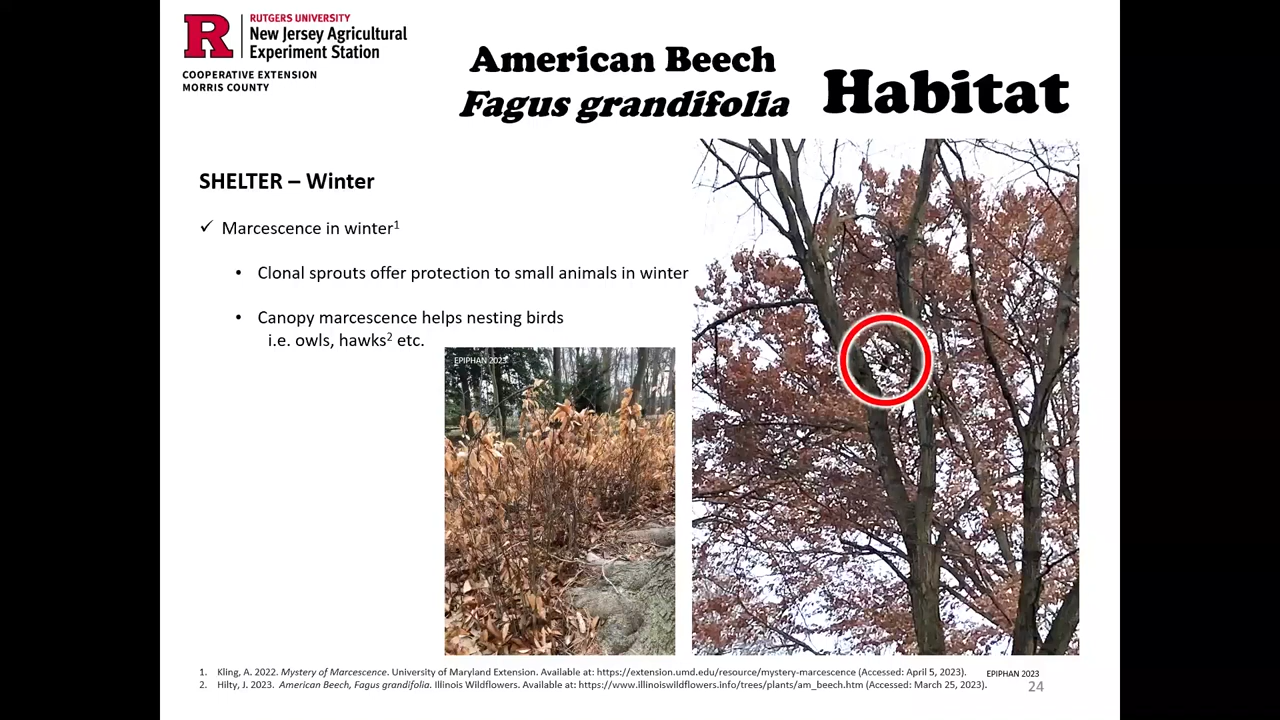 RUTGERS UNIVERSITY
New Jersey Agricultural
Experiment Station
COOPERATIVE EXTENSION
MORRIS COUNTY
American Beech
Fagus grandifolia
Habitat
SHELTER – Winter
✓ Marcescence in winter1
• Clonal sprouts offer protection to small animals in winter
• Canopy marcescence helps nesting birds
i.e. owls, hawks2 etc.
EPIPHAN 2023
1. Kling, A. 2022. Mystery of Marcescence. University of Maryland Extension. Available at: https://extension.umd.edu/resource/mystery-marcescence (Accessed: April 5, 2023).
EPIPHAN 2023
2. Hilty, J. 2023. American Beech, Fagus grandifolia. Illinois Wildflowers. Available at: https://www.illinoiswildflowers.info/trees/plants/am_beech.htm (Accessed: March 25, 2023).
24